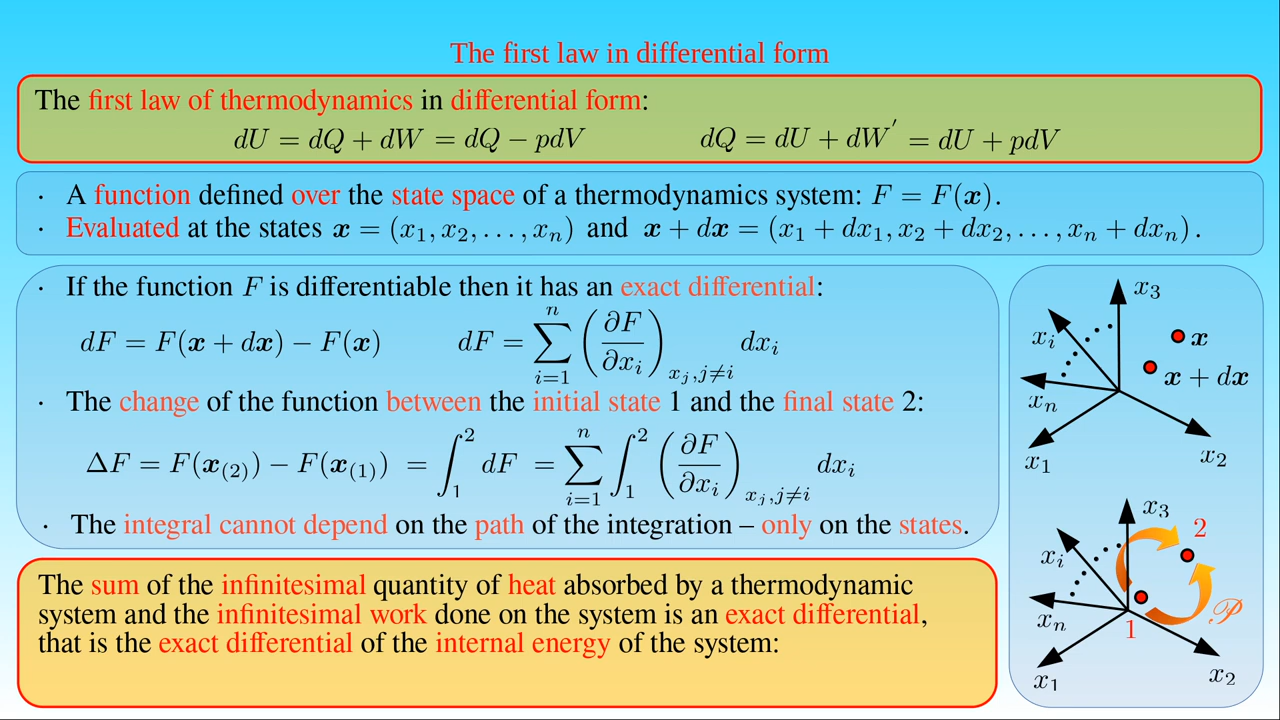 The first law in differential form
The first law of thermodynamics in differential form:
dU = dQ + dW = dQ − pdV dQ = dU + dW′ = dU + pdV
· A function defined over the state space of a thermodynamics system: F = F(x).
· Evaluated at the states x = (x₁, x₂, . . . , xₙ) and x + dx = (x₁ + dx₁, x₂ + dx₂, . . . , xₙ + dxₙ) .
· If the function F is differentiable then it has an exact differential:
dF = F(x + dx) − F(x) dF = ∑ⁿᵢ₌₁ (∂F/∂xᵢ)xⱼ,j≠i dxᵢ
· The change of the function between the initial state 1 and the final state 2:
ΔF = F(x₍₂₎) − F(x₍₁₎) = ∫₁² dF = ∑ⁿᵢ₌₁ ∫₁² (∂F/∂xᵢ)xⱼ,j≠i dxᵢ
· The integral cannot depend on the path of the integration – only on the states.
The sum of the infinitesimal quantity of heat absorbed by a thermodynamic
system and the infinitesimal work done on the system is an exact differential,
that is the exact differential of the internal energy of the system:
x₃
xᵢ
x
x + dx
xₙ
x₁
x₂
x₃
2
xᵢ
xₙ
𝒫
1
x₁
x₂